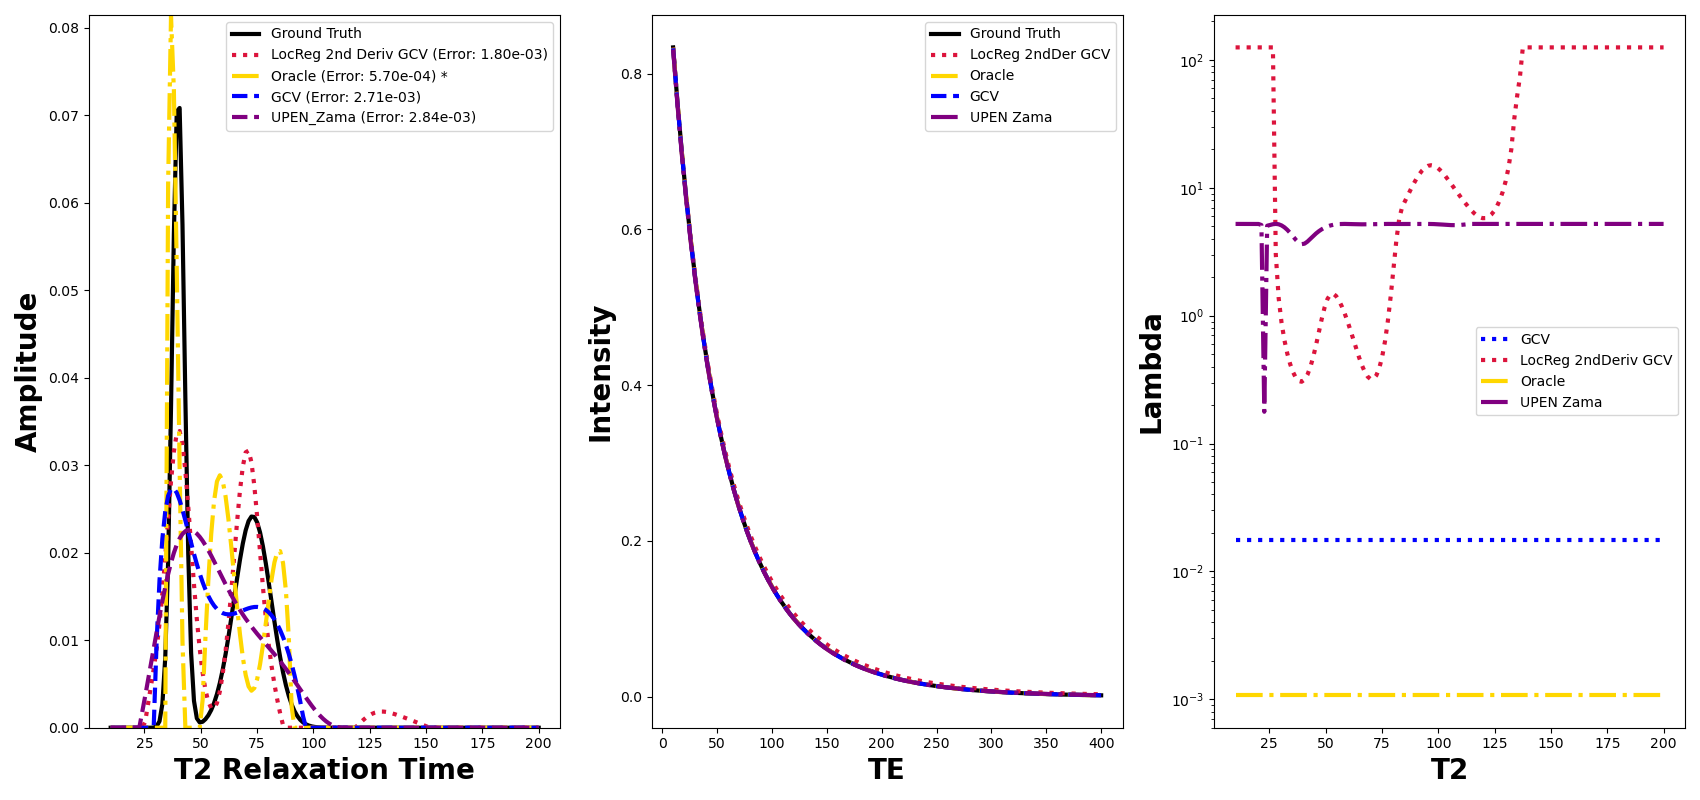 Amplitude
0.08
0.07
0.06
0.05
0.04
0.03
0.02
0.01
0.00
25 50 75 100 125 150 175 200
T2 Relaxation Time
Ground Truth
LocReg 2nd Deriv GCV (Error: 1.80e-03)
Oracle (Error: 5.70e-04) *
GCV (Error: 2.71e-03)
UPEN_Zama (Error: 2.84e-03)
Intensity
0.8
0.6
0.4
0.2
0.0
0 50 100 150 200 250 300 350 400
TE
Ground Truth
LocReg 2ndDer GCV
Oracle
GCV
UPEN Zama
Lambda
10²
10¹
10⁰
10⁻¹
10⁻²
10⁻³
25 50 75 100 125 150 175 200
T2
GCV
LocReg 2ndDeriv GCV
Oracle
UPEN Zama